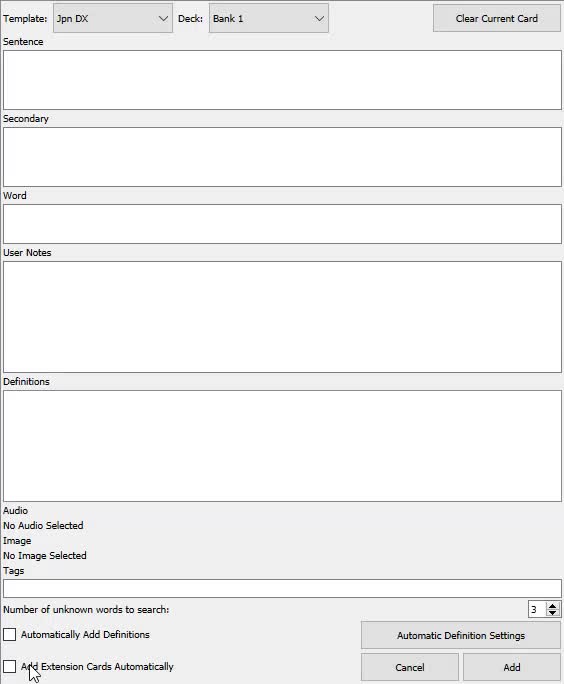 Template: Jpn DX Deck: Bank 1 Clear Current Card
Sentence
Secondary
Word
User Notes
Definitions
Audio
No Audio Selected
Image
No Image Selected
Tags
Number of unknown words to search: 3
Automatically Add Definitions Automatic Definition Settings
Add Extension Cards Automatically Cancel Add